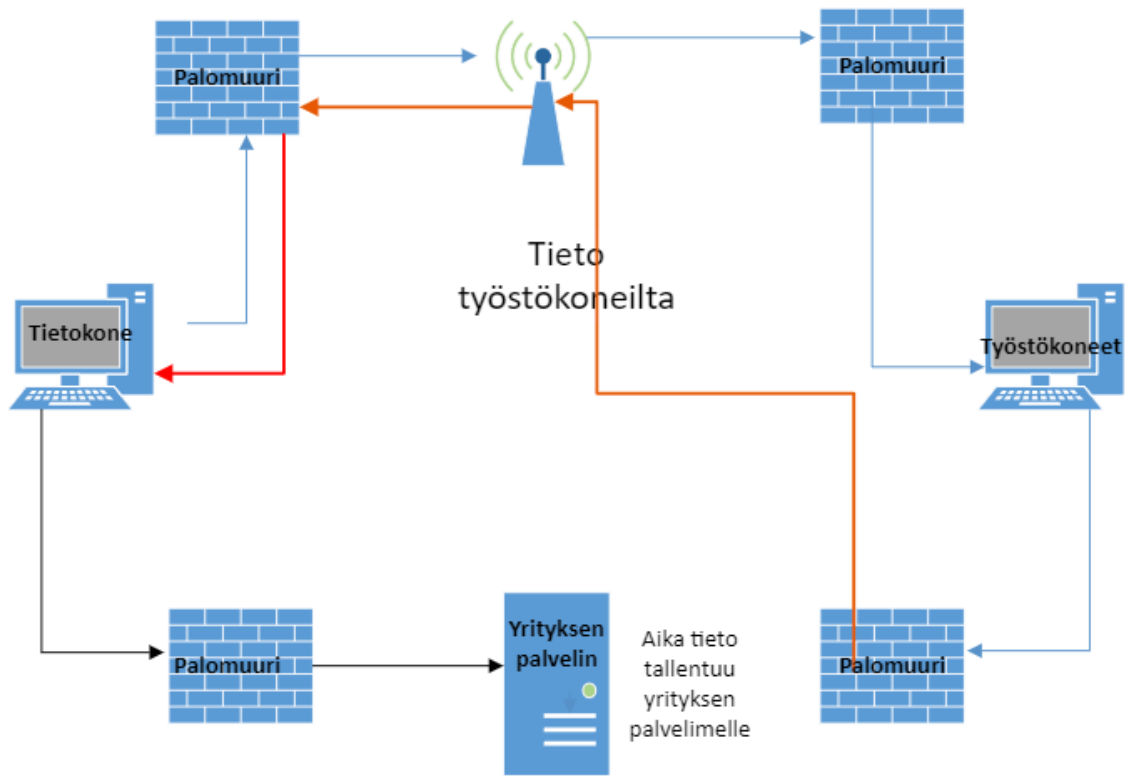 Palomuuri
Palomuuri
Tieto
työstökoneilta
Tietokone
Työstökoneet
Palomuuri
Yrityksen
palvelin
Aika tieto
tallentuu
yrityksen
palvelimelle
Palomuuri